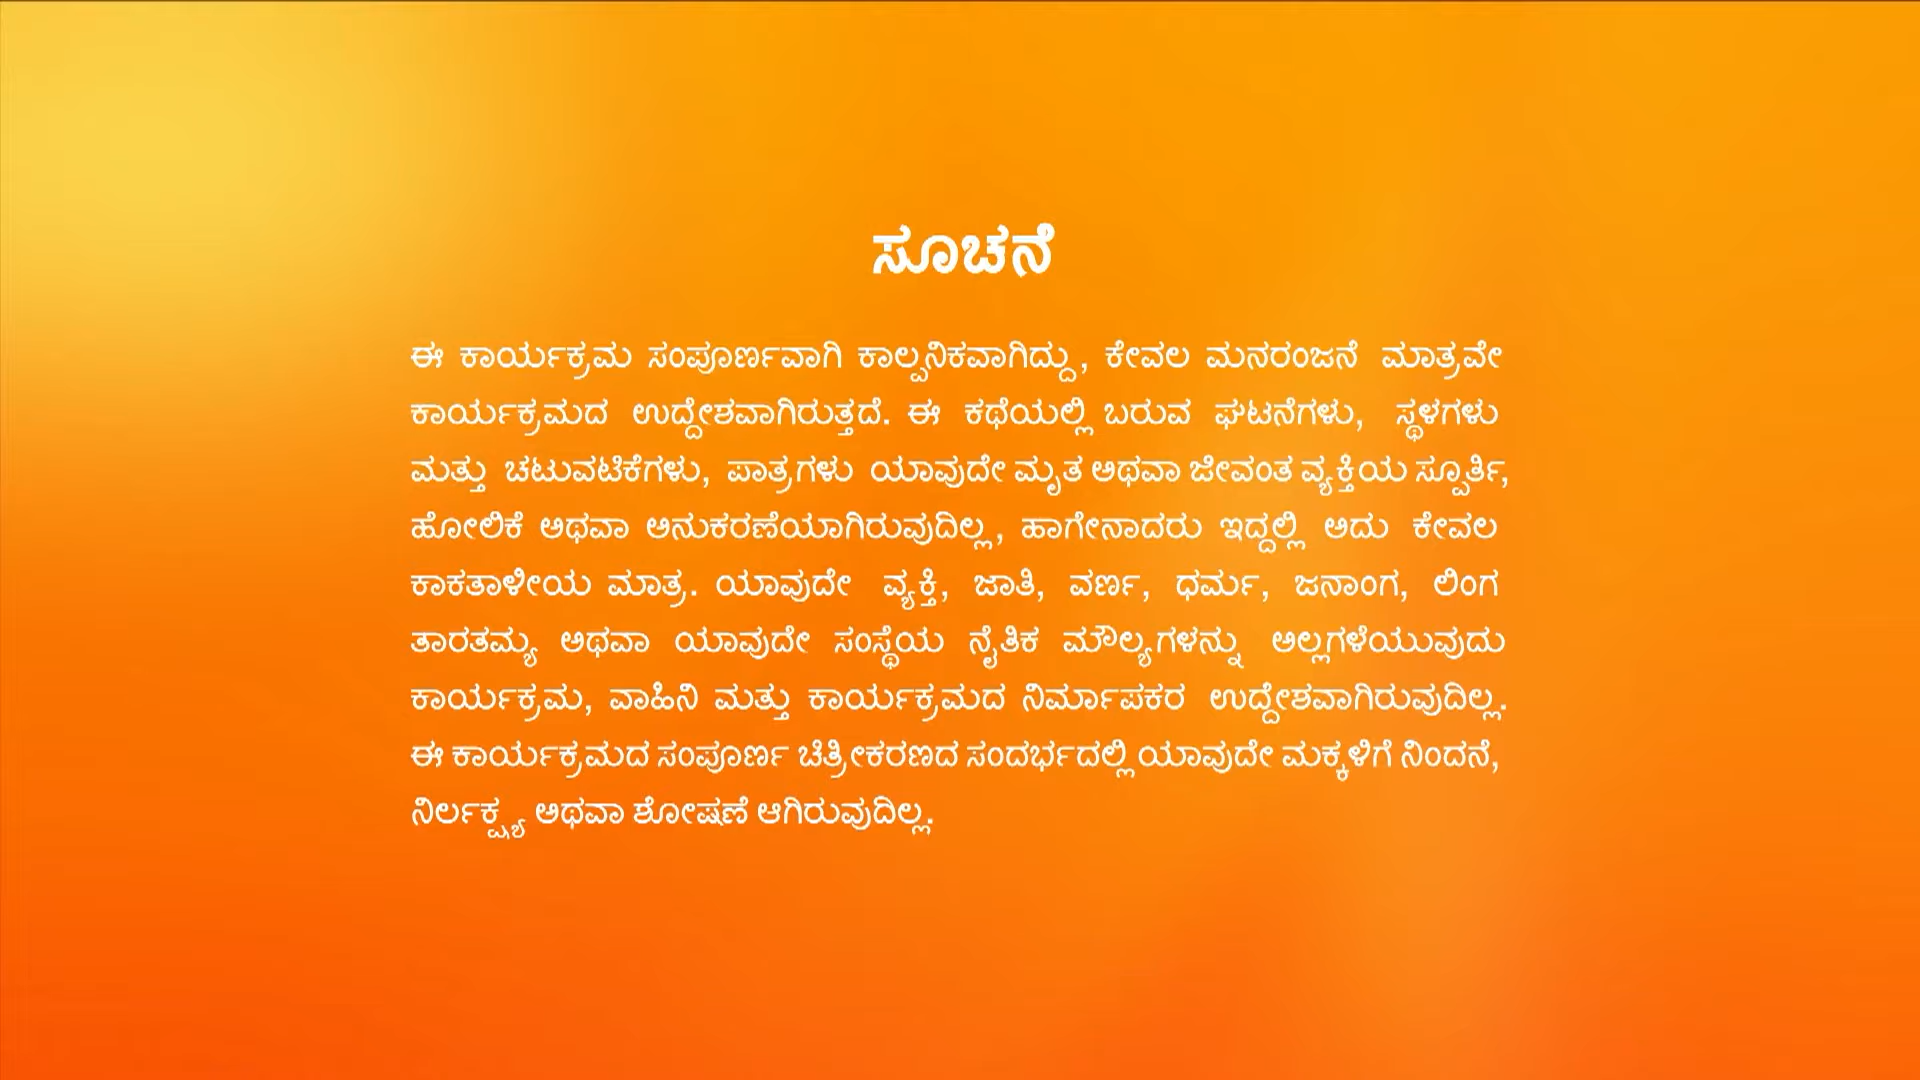 ಸೂಚನೆ
ಈ ಕಾರ್ಯಕ್ರಮ ಸಂಪೂರ್ಣವಾಗಿ ಕಾಲ್ಪನಿಕವಾಗಿದ್ದು, ಕೇವಲ ಮನರಂಜನೆ ಮಾತ್ರವೇ
ಕಾರ್ಯಕ್ರಮದ ಉದ್ದೇಶವಾಗಿರುತ್ತದೆ. ಈ ಕಥೆಯಲ್ಲಿ ಬರುವ ಘಟನೆಗಳು, ಸ್ಥಳಗಳು
ಮತ್ತು ಚಟುವಟಿಕೆಗಳು, ಪಾತ್ರಗಳು ಯಾವುದೇ ಮೃತ ಅಥವಾ ಜೀವಂತ ವ್ಯಕ್ತಿಯ ಸ್ಪೂರ್ತಿ,
ಹೋಲಿಕೆ ಅಥವಾ ಅನುಕರಣೆಯಾಗಿರುವುದಿಲ್ಲ, ಹಾಗೇನಾದರು ಇದ್ದಲ್ಲಿ ಅದು ಕೇವಲ
ಕಾಕತಾಳೀಯ ಮಾತ್ರ. ಯಾವುದೇ ವ್ಯಕ್ತಿ, ಜಾತಿ, ವರ್ಣ, ಧರ್ಮ, ಜನಾಂಗ, ಲಿಂಗ
ತಾರತಮ್ಯ ಅಥವಾ ಯಾವುದೇ ಸಂಸ್ಥೆಯ ನೈತಿಕ ಮೌಲ್ಯಗಳನ್ನು ಅಲ್ಲಗಳೆಯುವುದು
ಕಾರ್ಯಕ್ರಮ, ವಾಹಿನಿ ಮತ್ತು ಕಾರ್ಯಕ್ರಮದ ನಿರ್ಮಾಪಕರ ಉದ್ದೇಶವಾಗಿರುವುದಿಲ್ಲ.
ಈ ಕಾರ್ಯಕ್ರಮದ ಸಂಪೂರ್ಣ ಚಿತ್ರೀಕರಣದ ಸಂದರ್ಭದಲ್ಲಿ ಯಾವುದೇ ಮಕ್ಕಳಿಗೆ ನಿಂದನೆ,
ನಿರ್ಲಕ್ಷ್ಯ ಅಥವಾ ಶೋಷಣೆ ಆಗಿರುವುದಿಲ್ಲ.